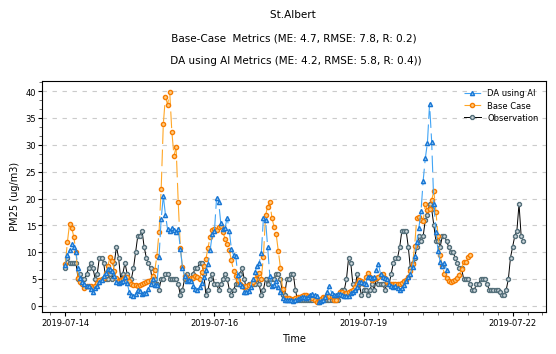 St.Albert
Base-Case  Metrics (ME: 4.7, RMSE: 7.8, R: 0.2)
DA using AI Metrics (ME: 4.2, RMSE: 5.8, R: 0.4))
PM25 (ug/m3)
40
35
30
25
20
15
10
5
0
DA using AI
Base Case
Observation
2019-07-14
2019-07-16
2019-07-19
2019-07-22
Time